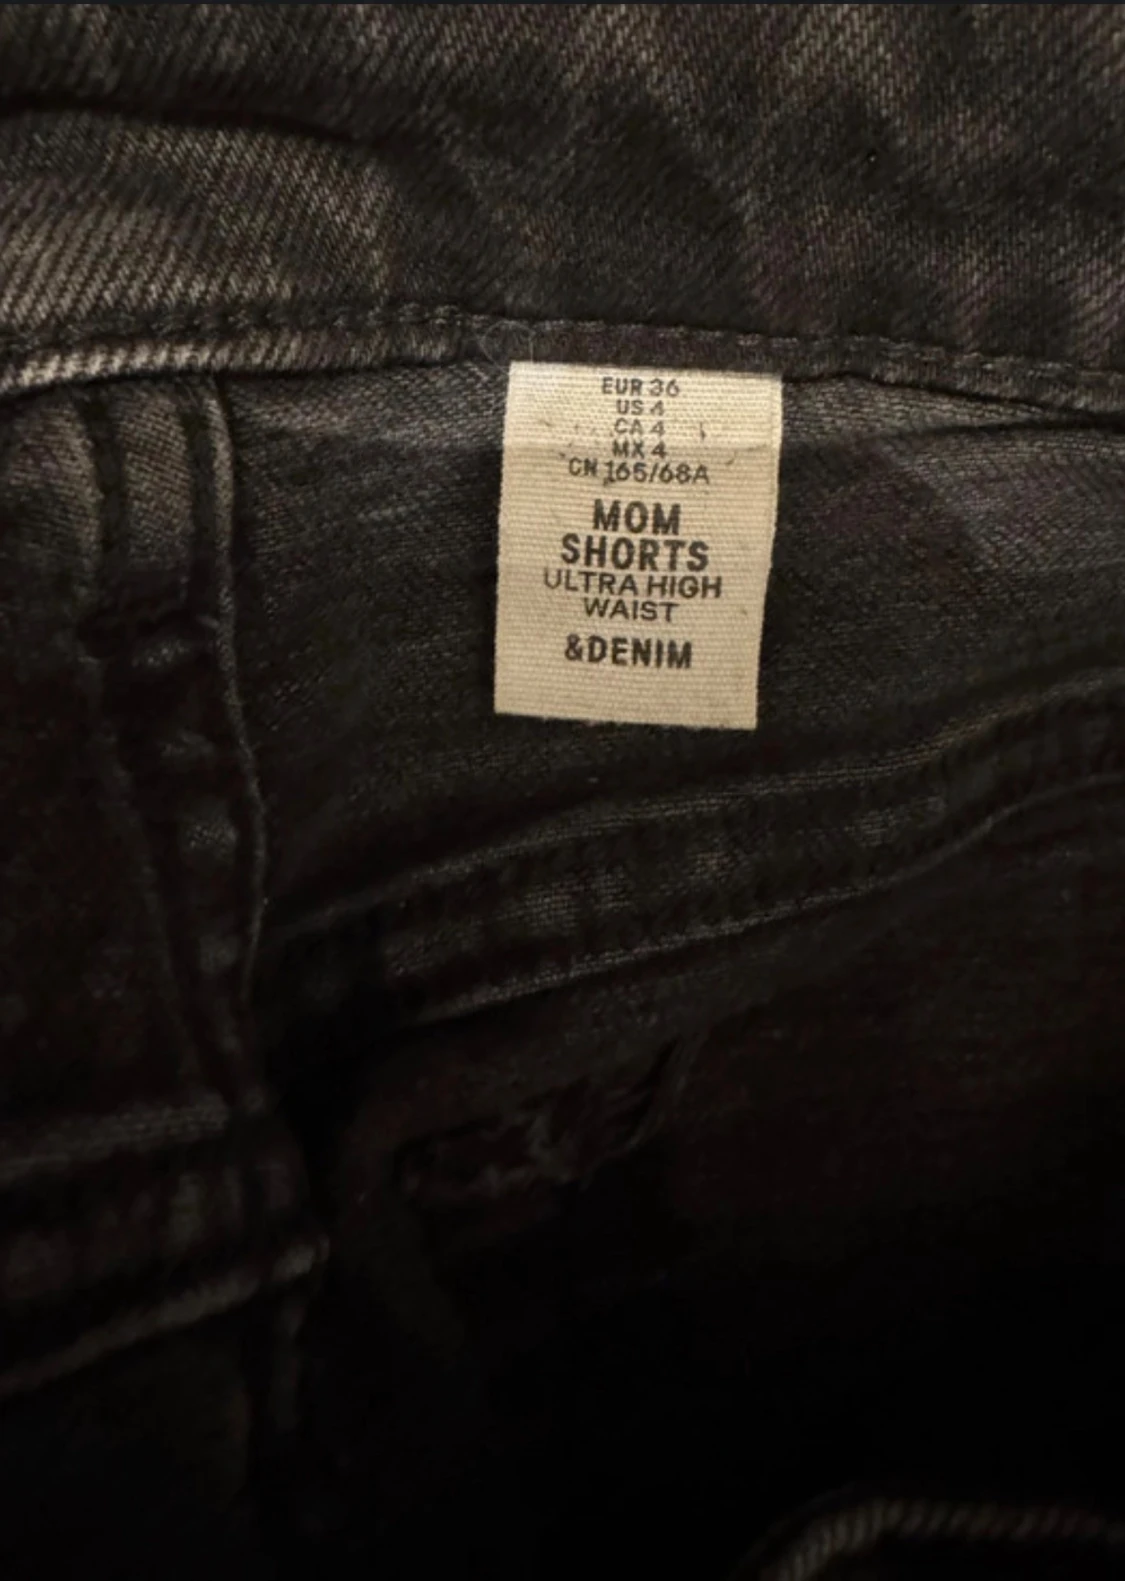 EUR 36
US 4
CA 4
MX 4
CN 165/68A
MOM
SHORTS
ULTRA HIGH
WAIST
&DENIM